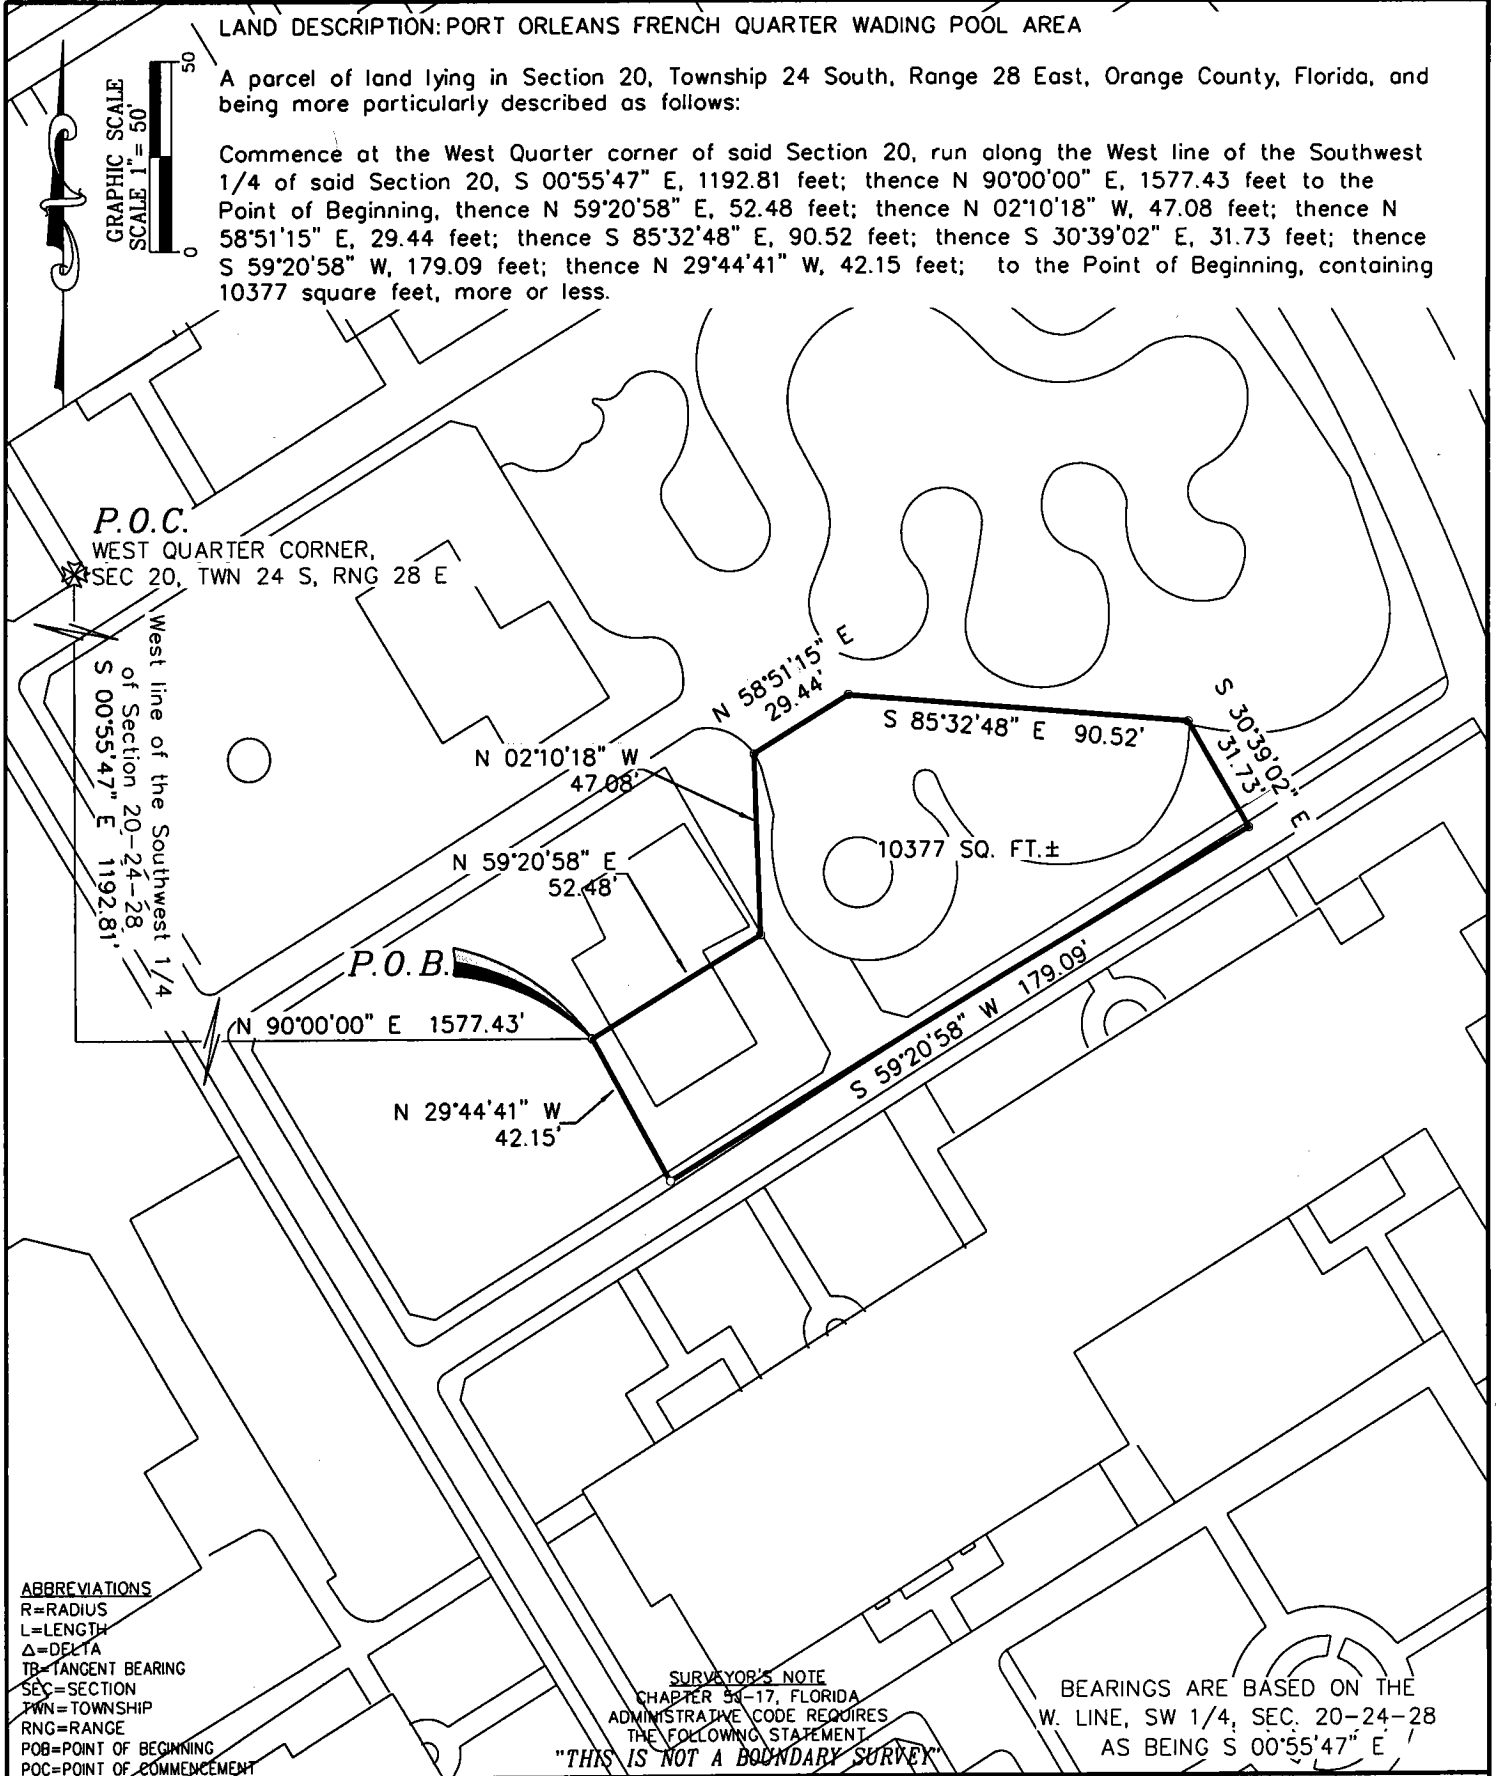 LAND DESCRIPTION: PORT ORLEANS FRENCH QUARTER WADING POOL AREA
A parcel of land lying in Section 20, Township 24 South, Range 28 East, Orange County, Florida, and
being more particularly described as follows:
Commence at the West Quarter corner of said Section 20, run along the West line of the Southwest
1/4 of said Section 20, S 00°55'47" E, 1192.81 feet; thence N 90°00'00" E, 1577.43 feet to the
Point of Beginning, thence N 59°20'58" E, 52.48 feet; thence N 02°10'18" W, 47.08 feet; thence N
58°51'15" E, 29.44 feet; thence S 85°32'48" E, 90.52 feet; thence S 30°39'02" E, 31.73 feet; thence
S 59°20'58" W, 179.09 feet; thence N 29°44'41" W, 42.15 feet; to the Point of Beginning, containing
10377 square feet, more or less.
GRAPHIC SCALE
SCALE 1"= 50'
0
50
P.O.C.
WEST QUARTER CORNER,
SEC 20, TWN 24 S, RNG 28 E
West line of the Southwest 1/4
of Section 20-24-28
S 00°55'47" E 1192.81'
N 58°51'15" E
29.44'
S 85°32'48" E 90.52'
S 30°39'02" E
31.73'
N 02°10'18" W
47.08'
N 59°20'58" E
52.48'
10377 SQ. FT.±
P.O.B.
N 90°00'00" E 1577.43'
S 59°20'58" W 179.09'
N 29°44'41" W
42.15'
ABBREVIATIONS
R=RADIUS
L=LENGTH
Δ=DELTA
TB=TANGENT BEARING
SEC=SECTION
TWN=TOWNSHIP
RNG=RANGE
POB=POINT OF BEGINNING
POC=POINT OF COMMENCEMENT
SURVEYOR'S NOTE
CHAPTER 5J-17, FLORIDA
ADMINISTRATIVE CODE REQUIRES
THE FOLLOWING STATEMENT
"THIS IS NOT A BOUNDARY SURVEY"
BEARINGS ARE BASED ON THE
W. LINE, SW 1/4, SEC. 20-24-28
AS BEING S 00°55'47" E